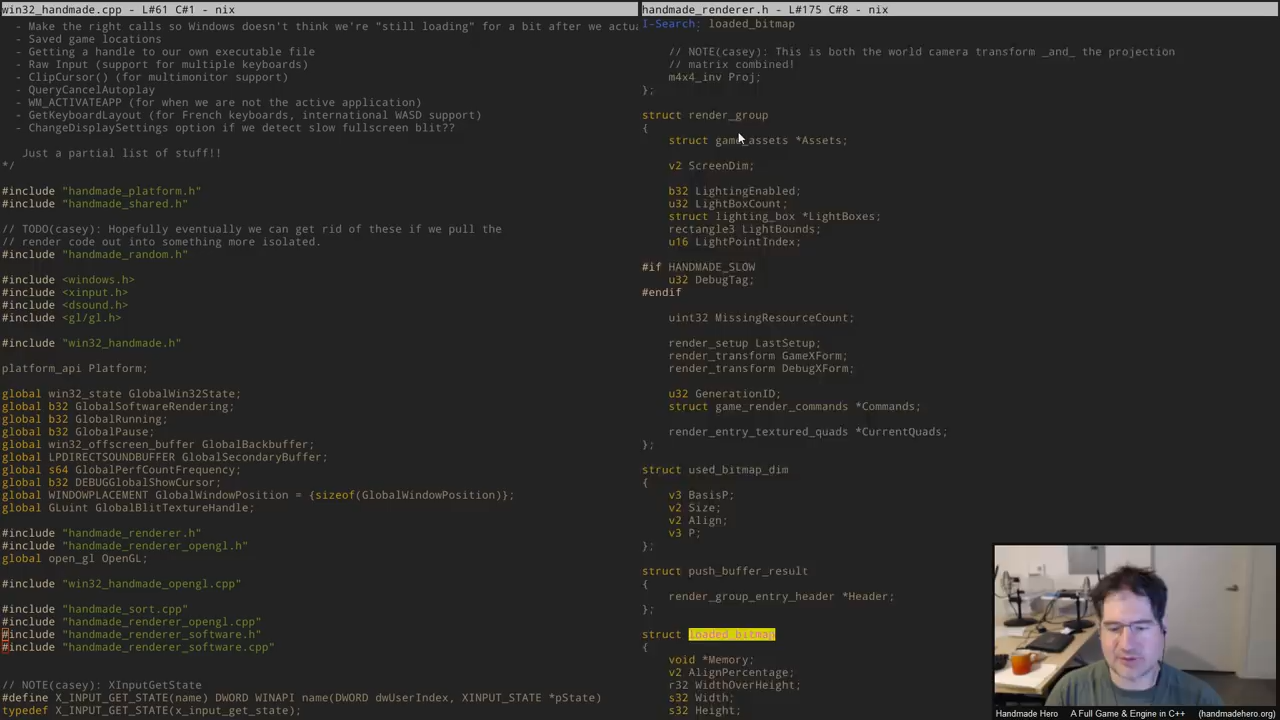 win32_handmade.cpp - L#61 C#1 - nix
- Make the right calls so Windows doesn't think we're "still loading" for a bit after we actu
- Saved game locations
- Getting a handle to our own executable file
- Raw Input (support for multiple keyboards)
- ClipCursor() (for multimonitor support)
- QueryCancelAutoplay
- WM_ACTIVATEAPP (for when we are not the active application)
- GetKeyboardLayout (for French keyboards, international WASD support)
- ChangeDisplaySettings option if we detect slow fullscreen blit??
Just a partial list of stuff!!
*/
#include "handmade_platform.h"
#include "handmade_shared.h"
// TODO(casey): Hopefully eventually we can get rid of these if we pull the
// render code out into something more isolated.
#include "handmade_random.h"
#include <windows.h>
#include <xinput.h>
#include <dsound.h>
#include <gl/gl.h>
#include "win32_handmade.h"
platform_api Platform;
global win32_state GlobalWin32State;
global b32 GlobalSoftwareRendering;
global b32 GlobalRunning;
global b32 GlobalPause;
global win32_offscreen_buffer GlobalBackbuffer;
global LPDIRECTSOUNDBUFFER GlobalSecondaryBuffer;
global s64 GlobalPerfCountFrequency;
global b32 DEBUGGlobalShowCursor;
global WINDOWPLACEMENT GlobalWindowPosition = {sizeof(GlobalWindowPosition)};
global GLuint GlobalBlitTextureHandle;
#include "handmade_renderer.h"
#include "handmade_renderer_opengl.h"
global open_gl OpenGL;
#include "win32_handmade_opengl.cpp"
#include "handmade_sort.cpp"
#include "handmade_renderer_opengl.cpp"
#include "handmade_renderer_software.h"
#include "handmade_renderer_software.cpp"
// NOTE(casey): XInputGetState
#define X_INPUT_GET_STATE(name) DWORD WINAPI name(DWORD dwUserIndex, XINPUT_STATE *pState)
typedef X_INPUT_GET_STATE(x_input_get_state);
handmade_renderer.h - L#175 C#8 - nix
I-Search: loaded_bitmap
// NOTE(casey): This is both the world camera transform _and_ the projection
// matrix combined!
m4x4_inv Proj;
};
struct render_group
{
struct game_assets *Assets;
v2 ScreenDim;
b32 LightingEnabled;
u32 LightBoxCount;
struct lighting_box *LightBoxes;
rectangle3 LightBounds;
u16 LightPointIndex;
#if HANDMADE_SLOW
u32 DebugTag;
#endif
uint32 MissingResourceCount;
render_setup LastSetup;
render_transform GameXForm;
render_transform DebugXForm;
u32 GenerationID;
struct game_render_commands *Commands;
render_entry_textured_quads *CurrentQuads;
};
struct used_bitmap_dim
{
v3 BasisP;
v2 Size;
v2 Align;
v3 P;
};
struct push_buffer_result
{
render_group_entry_header *Header;
};
struct loaded_bitmap
{
void *Memory;
v2 AlignPercentage;
r32 WidthOverHeight;
s32 Width;
s32 Height;
Handmade Hero A Full Game & Engine in C++ (handmadehero.org)